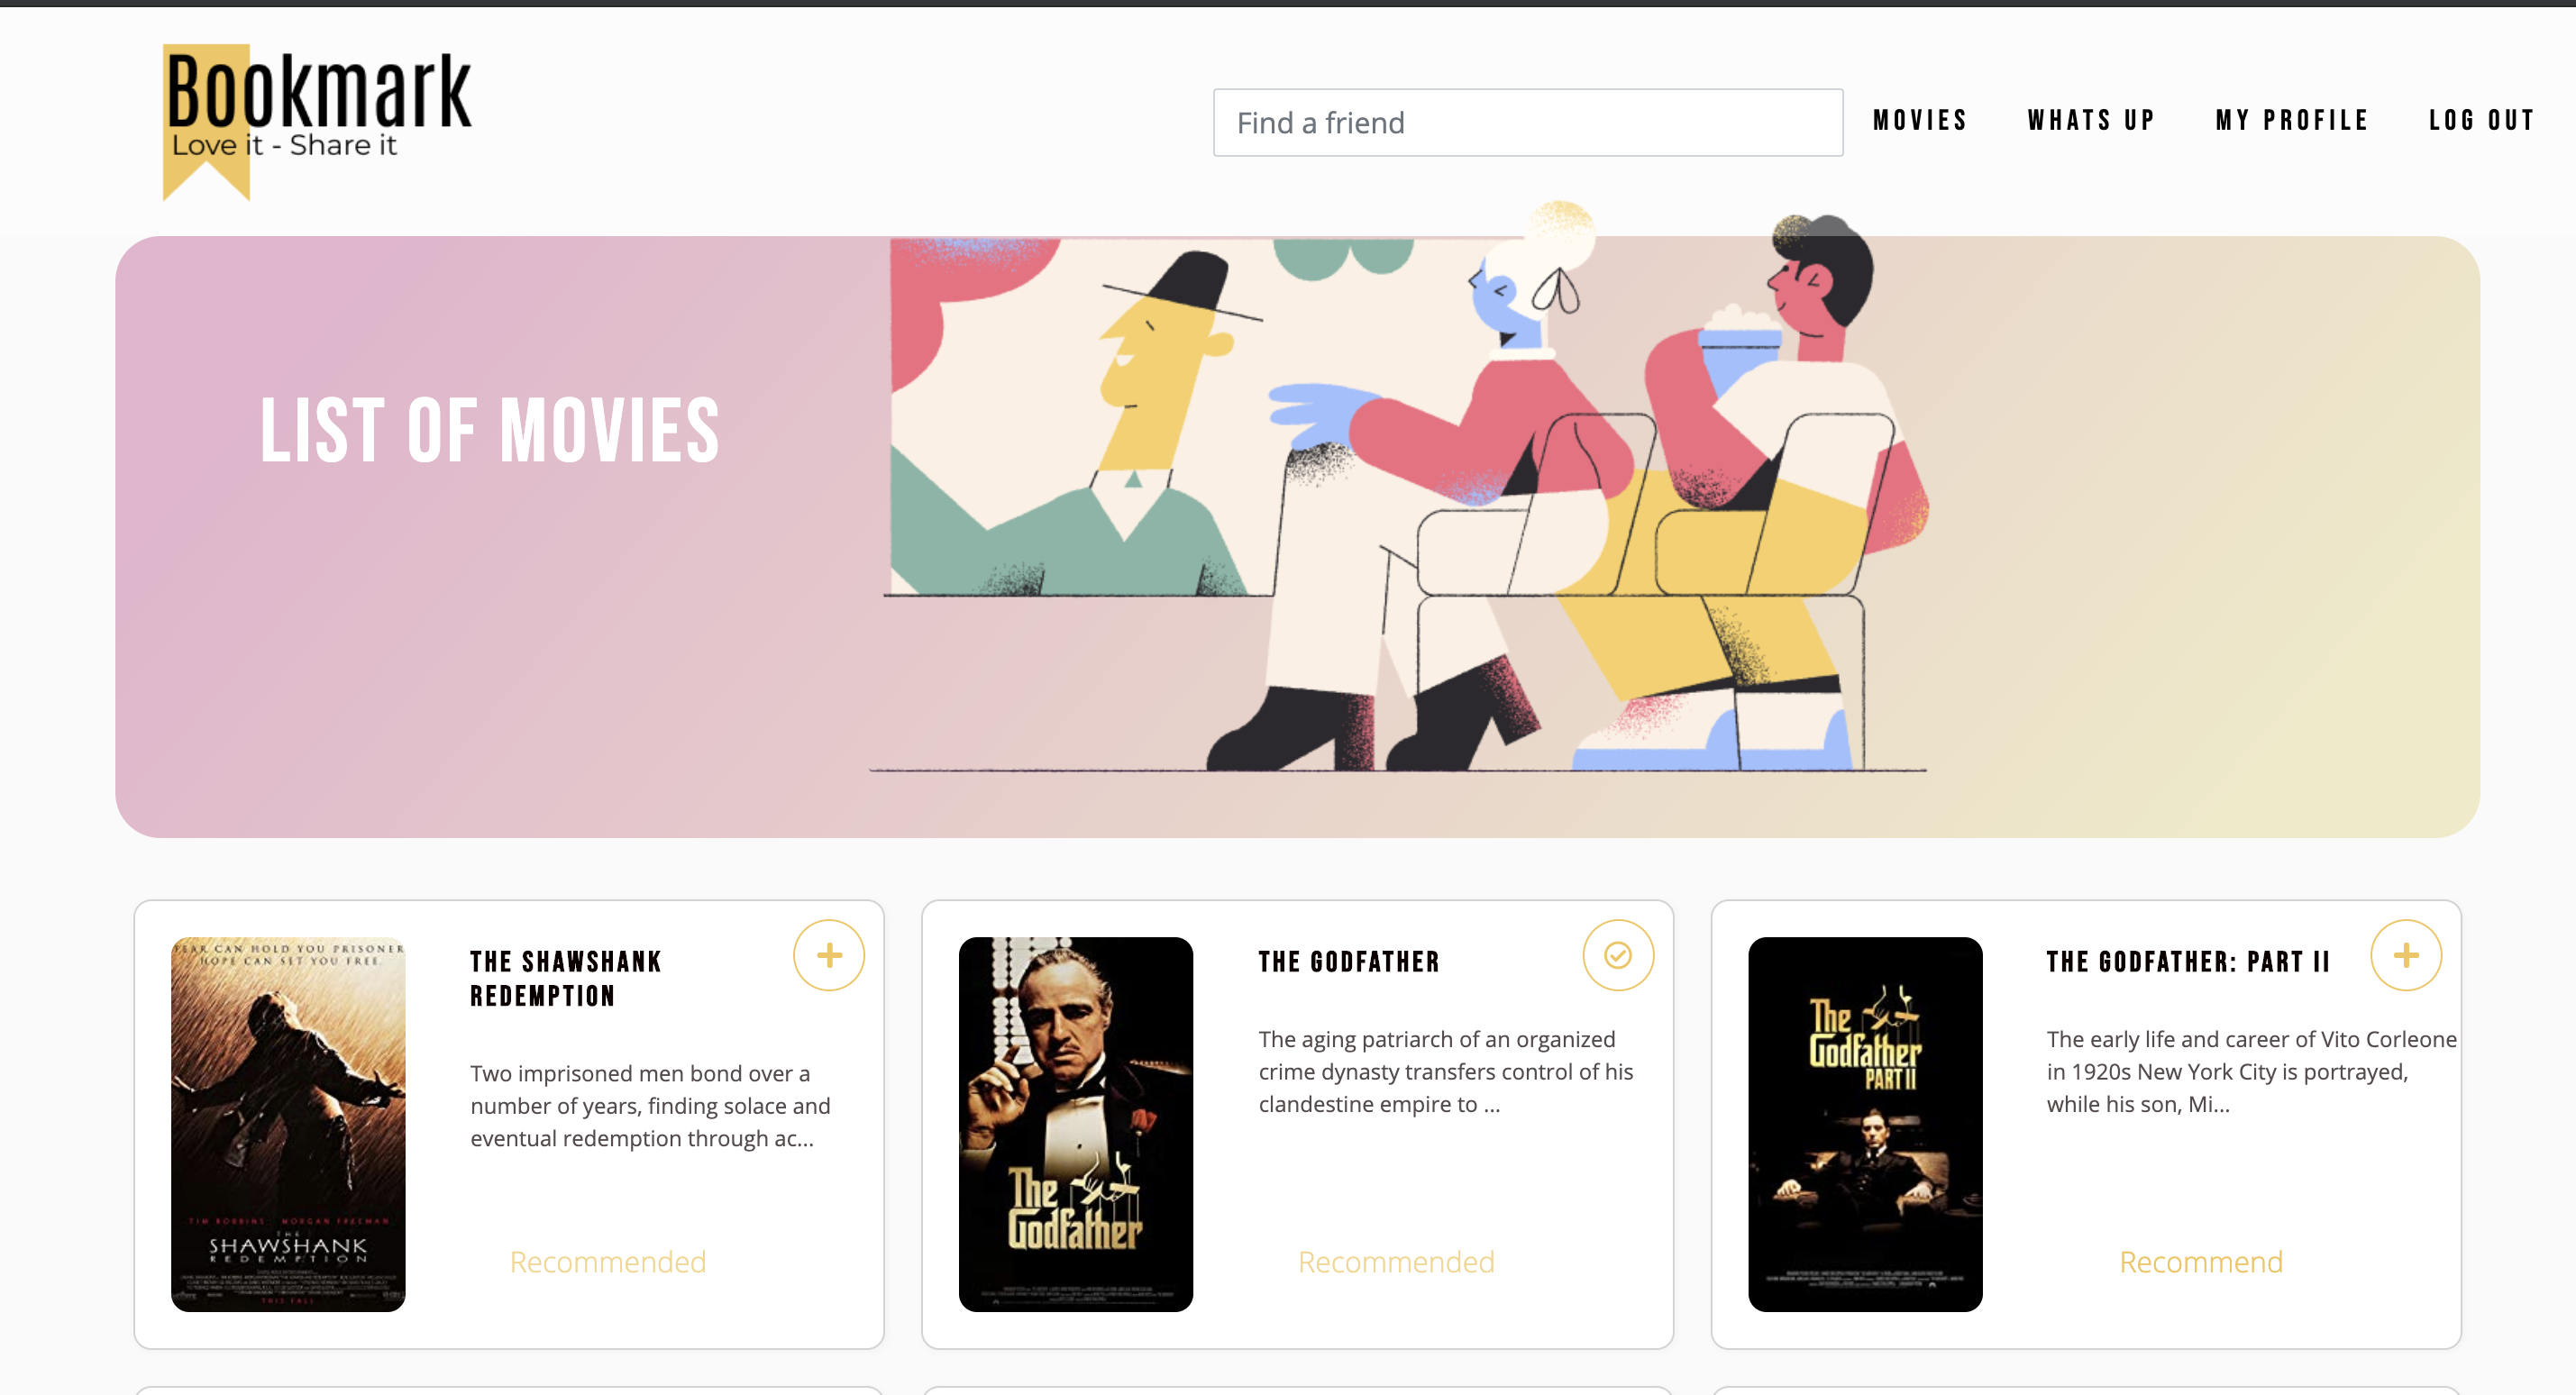 Bookmark
Love it - Share it
Find a friend
MOVIES
WHATS UP
MY PROFILE
LOG OUT
LIST OF MOVIES
FEAR CAN HOLD YOU PRISONER
HOPE CAN SET YOU FREE.
TIM ROBBINS MORGAN FREEMAN
THE
SHAWSHANK
REDEMPTION
THIS FALL
THE SHAWSHANK
REDEMPTION
Two imprisoned men bond over a
number of years, finding solace and
eventual redemption through ac...
Recommended
The
Godfather
THE GODFATHER
The aging patriarch of an organized
crime dynasty transfers control of his
clandestine empire to ...
Recommended
The
Godfather
PART II
THE GODFATHER: PART II
The early life and career of Vito Corleone
in 1920s New York City is portrayed,
while his son, Mi...
Recommend